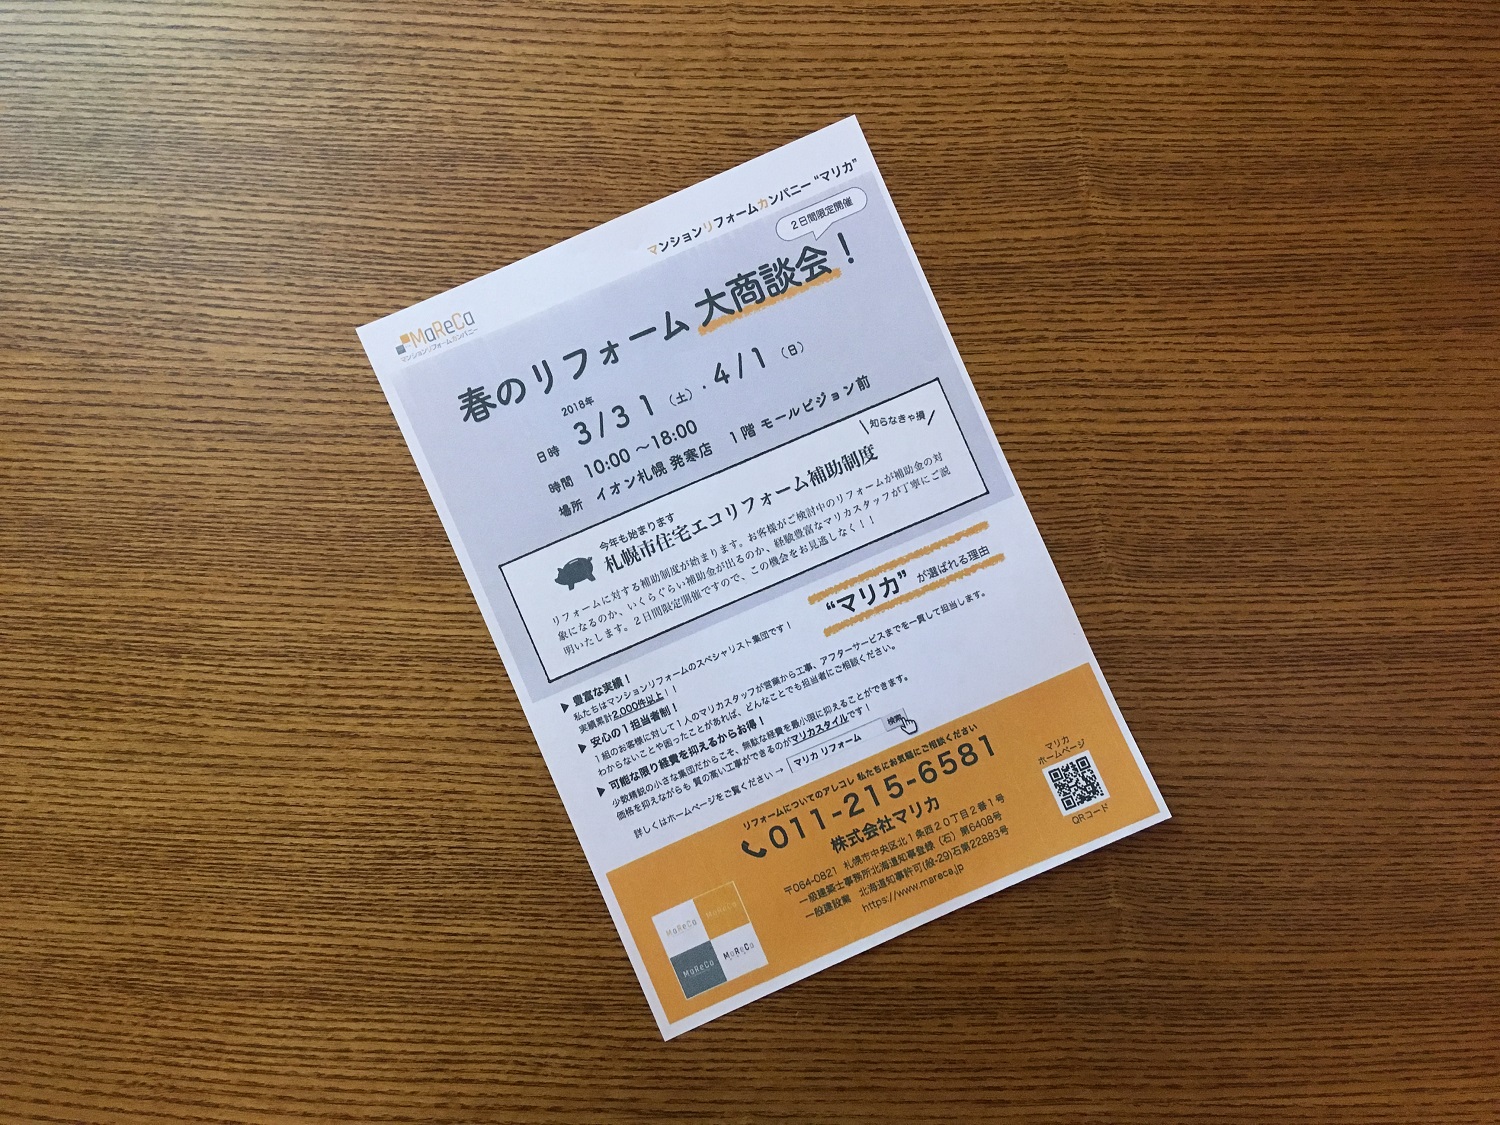 MaReCa
マンションリフォームカンパニー
マンションリフォームカンパニー “マリカ”
2日間限定開催
春のリフォーム 大商談会！
日時 2018年 3/31（土）・4/1（日）
時間 10:00～18:00
場所 イオン札幌 発寒店 1階 モールビジョン前
＼知らなきゃ損／
今年も始まります
札幌市住宅エコリフォーム補助制度
リフォームに対する補助制度が始まります。お客様がご検討中のリフォームが補助金の対
象になるのか、いくらぐらい補助金が出るのか、経験豊富なマリカスタッフが丁寧にご説
明いたします。2日間限定開催ですので、この機会をお見逃しなく！！
“マリカ” が選ばれる理由
▶ 豊富な実績！
私たちはマンションリフォームのスペシャリスト集団です！
実績累計2,000件以上！！
▶ 安心の1担当者制！
1組のお客様に対して1人のマリカスタッフが営業から工事、アフターサービスまでを一貫して担当します。
わからないことや困ったことがあれば、どんなことでも担当者にご相談ください。
▶ 可能な限り経費を抑えるからお得！
少数精鋭の小さな集団だからこそ、無駄な経費を最小限に抑えることができます。
価格を抑えながらも 質の高い工事ができるのがマリカスタイルです！
詳しくはホームページをご覧ください → マリカ リフォーム 検索
リフォームについてのアレコレ 私たちにお気軽にご相談ください
011-215-6581
株式会社マリカ
〒064-0821 札幌市中央区北1条西20丁目2番1号
一級建築士事務所北海道知事登録（石）第6408号
一般建設業 北海道知事許可(般-29)石第22883号
https://www.mareca.jp
マリカ
ホームページ
QRコード
MaReCa
MaReCa
MaReCa
MaReCa